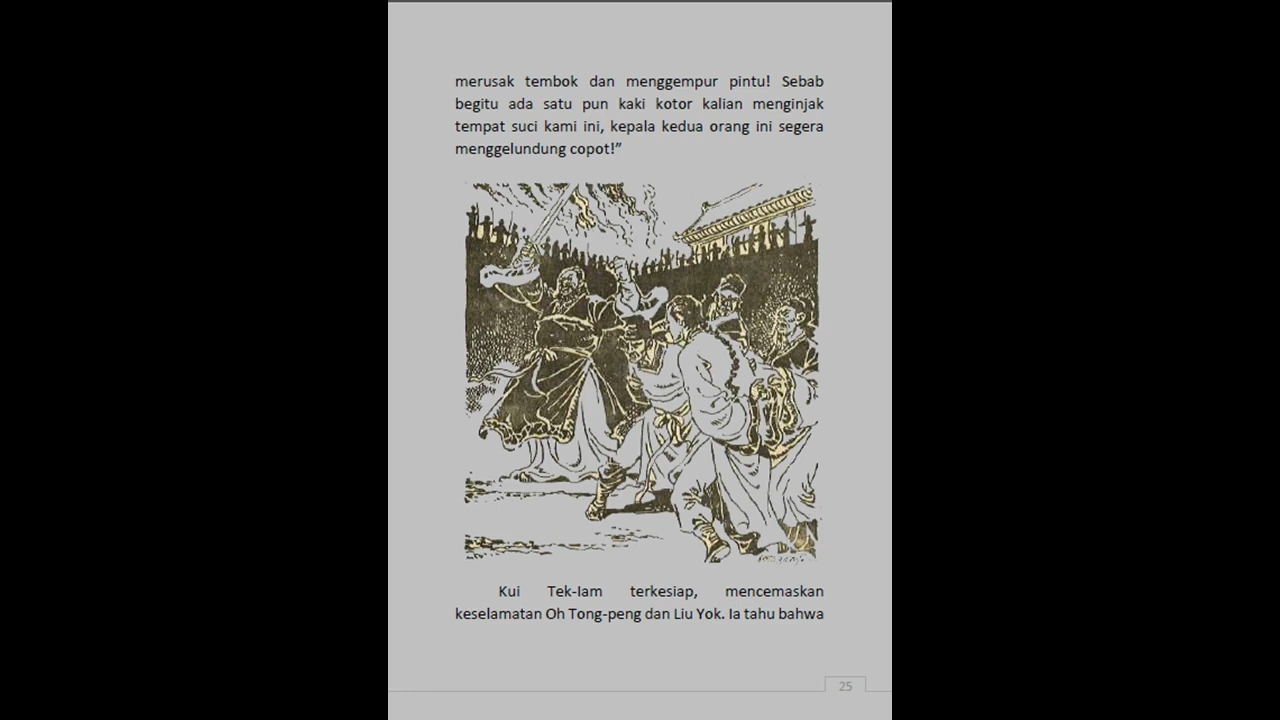 merusak tembok dan menggempur pintu! Sebab
begitu ada satu pun kaki kotor kalian menginjak
tempat suci kami ini, kepala kedua orang ini segera
menggelundung copot!”
Kui Tek-lam terkesiap, mencemaskan
keselamatan Oh Tong-peng dan Liu Yok. Ia tahu bahwa
25